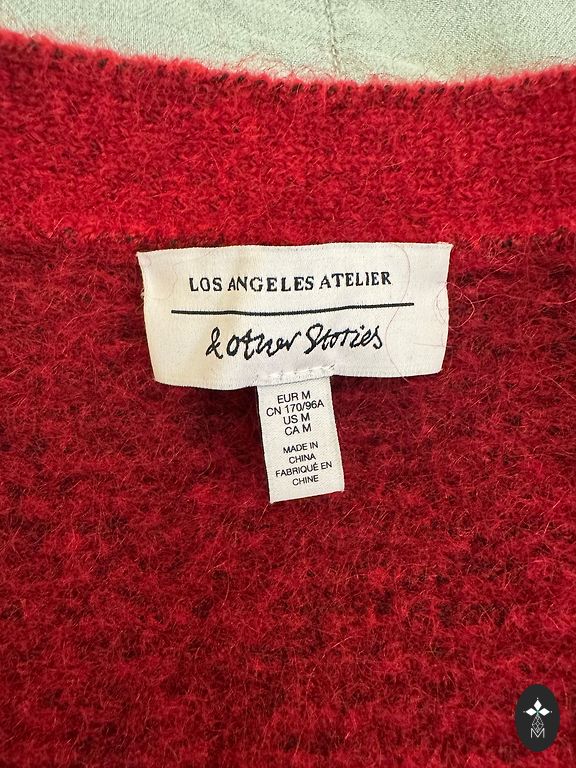 LOS ANGELES ATELIER
& other Stories
EUR M
CN 170/96A
US M
CA M
MADE IN
CHINA
FABRIQUÉ EN
CHINE
M